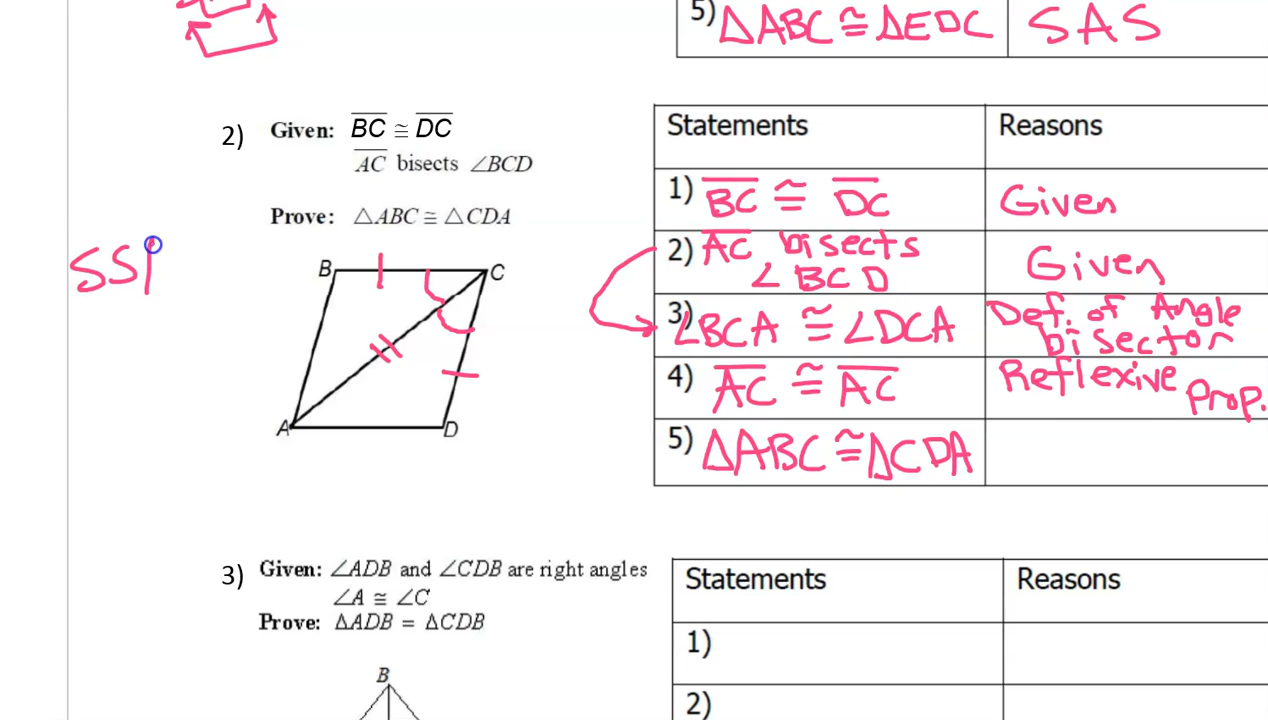 5) ΔABC ≅ ΔEDC SAS
2) Given: BC ≅ DC
AC bisects ∠BCD
Prove: △ABC ≅ △CDA
Statements Reasons
1) BC ≅ DC Given
2) AC bisects
∠BCD Given
3) ∠BCA ≅ ∠DCA Def. of Angle
bisector
4) AC ≅ AC Reflexive
Prop.
5) ΔABC ≅ ΔCDA
SS
B C
A D
3) Given: ∠ADB and ∠CDB are right angles
∠A ≅ ∠C
Prove: ΔADB = ΔCDB
B
Statements Reasons
1)
2)